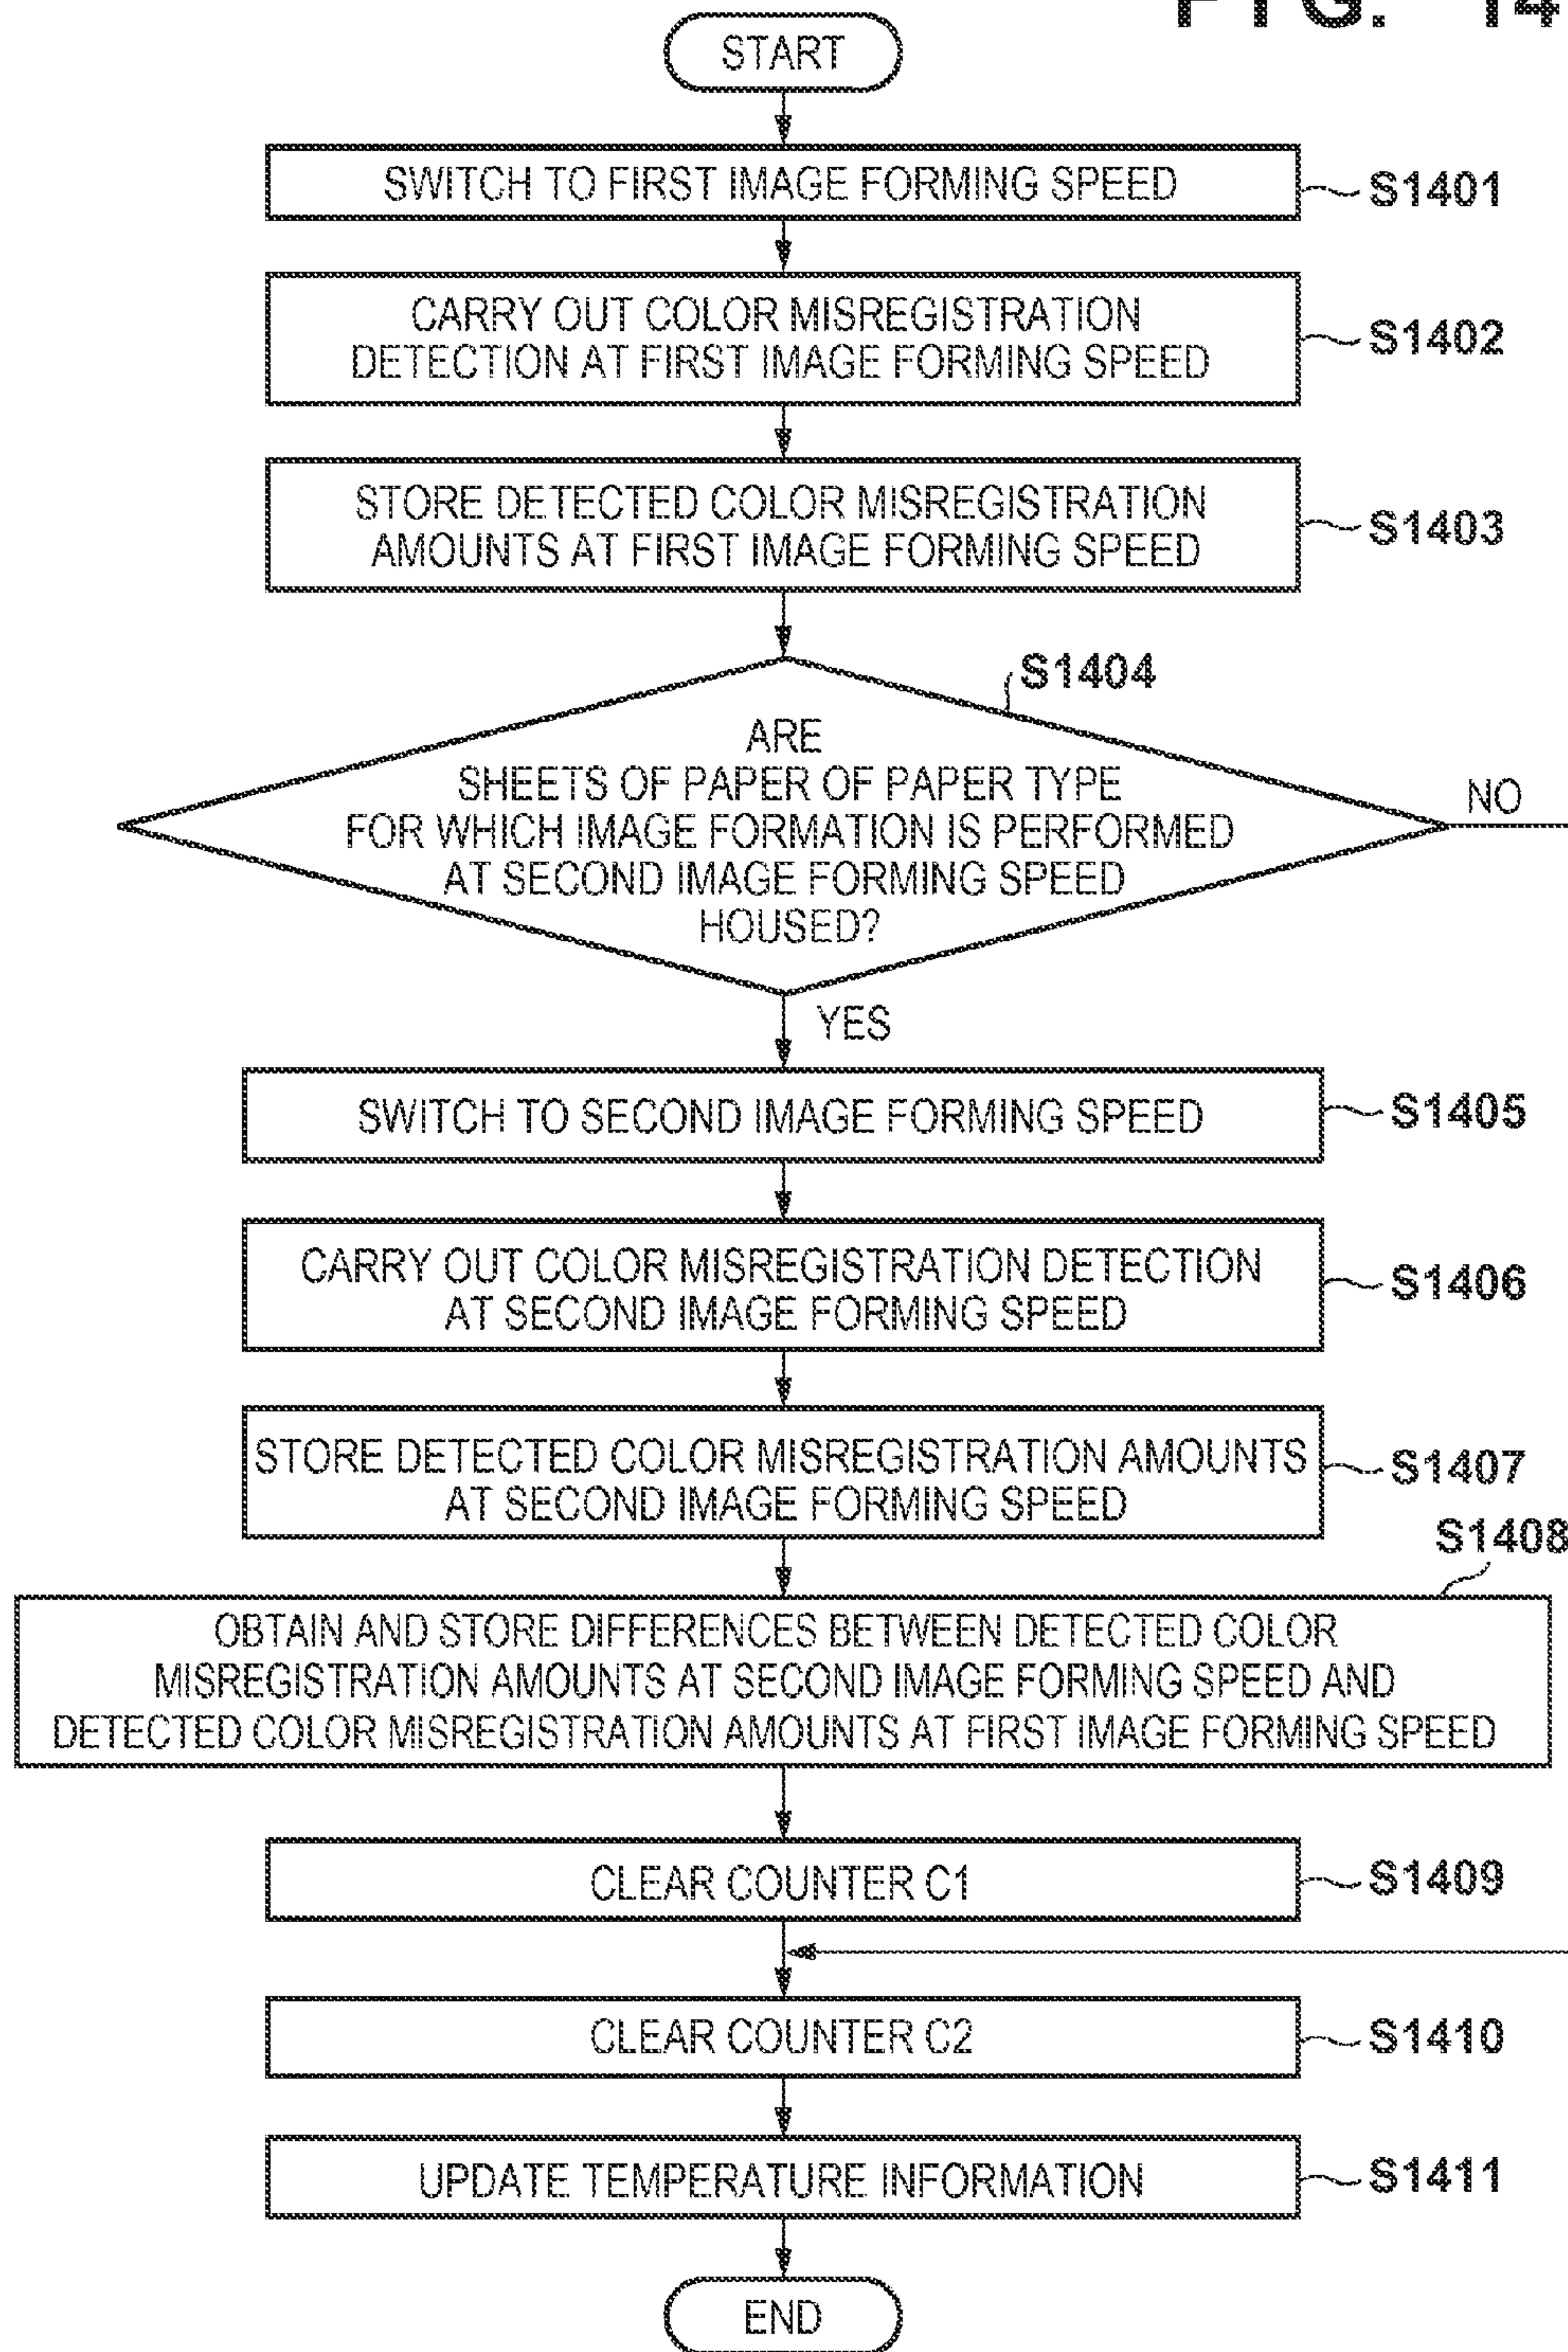 FIG. 14
START
SWITCH TO FIRST IMAGE FORMING SPEED
S1401
CARRY OUT COLOR MISREGISTRATION
DETECTION AT FIRST IMAGE FORMING SPEED
S1402
STORE DETECTED COLOR MISREGISTRATION
AMOUNTS AT FIRST IMAGE FORMING SPEED
S1403
S1404
ARE
SHEETS OF PAPER OF PAPER TYPE
FOR WHICH IMAGE FORMATION IS PERFORMED
AT SECOND IMAGE FORMING SPEED
HOUSED?
NO
YES
SWITCH TO SECOND IMAGE FORMING SPEED
S1405
CARRY OUT COLOR MISREGISTRATION DETECTION
AT SECOND IMAGE FORMING SPEED
S1406
STORE DETECTED COLOR MISREGISTRATION AMOUNTS
AT SECOND IMAGE FORMING SPEED
S1407
S1408
OBTAIN AND STORE DIFFERENCES BETWEEN DETECTED COLOR
MISREGISTRATION AMOUNTS AT SECOND IMAGE FORMING SPEED AND
DETECTED COLOR MISREGISTRATION AMOUNTS AT FIRST IMAGE FORMING SPEED
CLEAR COUNTER C1
S1409
CLEAR COUNTER C2
S1410
UPDATE TEMPERATURE INFORMATION
S1411
END